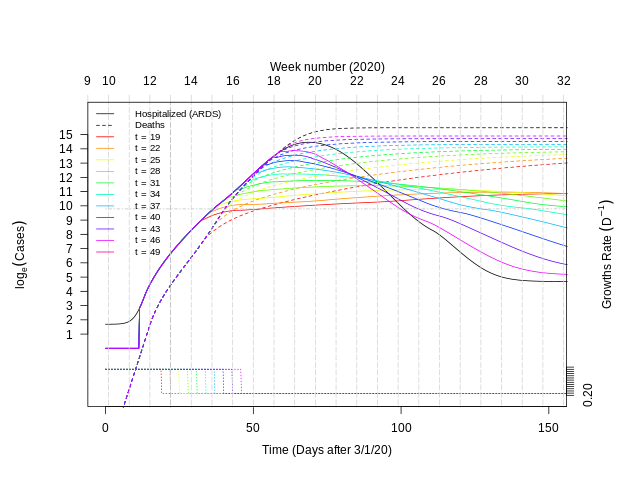 Week number (2020)
9 10 12 14 16 18 20 22 24 26 28 30 32
Hospitalized (ARDS)
Deaths
t = 19
t = 22
t = 25
t = 28
t = 31
t = 34
t = 37
t = 40
t = 43
t = 46
t = 49
15
14
13
12
11
10
9
8
7
6
5
4
3
2
1
logₑ(Cases)
Growths Rate (D⁻¹)
0.20
0 50 100 150
Time (Days after 3/1/20)